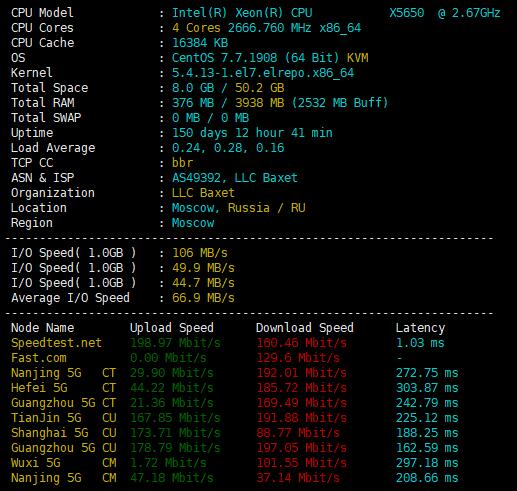 CPU Model : Intel(R) Xeon(R) CPU X5650 @ 2.67GHz
CPU Cores : 4 Cores 2666.760 MHz x86_64
CPU Cache : 16384 KB
OS : CentOS 7.7.1908 (64 Bit) KVM
Kernel : 5.4.13-1.el7.elrepo.x86_64
Total Space : 8.0 GB / 50.2 GB
Total RAM : 376 MB / 3938 MB (2532 MB Buff)
Total SWAP : 0 MB / 0 MB
Uptime : 150 days 12 hour 41 min
Load Average : 0.24, 0.28, 0.16
TCP CC : bbr
ASN & ISP : AS49392, LLC Baxet
Organization : LLC Baxet
Location : Moscow, Russia / RU
Region : Moscow
----------------------------------------------------------------------
I/O Speed( 1.0GB ) : 106 MB/s
I/O Speed( 1.0GB ) : 49.9 MB/s
I/O Speed( 1.0GB ) : 44.7 MB/s
Average I/O Speed : 66.9 MB/s
----------------------------------------------------------------------
Node Name Upload Speed Download Speed Latency
Speedtest.net 198.97 Mbit/s 160.46 Mbit/s 1.03 ms
Fast.com 0.00 Mbit/s 129.6 Mbit/s -
Nanjing 5G CT 29.90 Mbit/s 192.01 Mbit/s 272.75 ms
Hefei 5G CT 44.22 Mbit/s 185.72 Mbit/s 303.87 ms
Guangzhou 5G CT 21.36 Mbit/s 169.49 Mbit/s 242.79 ms
TianJin 5G CU 167.85 Mbit/s 191.88 Mbit/s 225.12 ms
Shanghai 5G CU 173.71 Mbit/s 88.77 Mbit/s 188.25 ms
Guangzhou 5G CU 178.79 Mbit/s 197.05 Mbit/s 162.59 ms
Wuxi 5G CM 1.72 Mbit/s 101.55 Mbit/s 297.18 ms
Nanjing 5G CM 47.18 Mbit/s 37.14 Mbit/s 208.66 ms